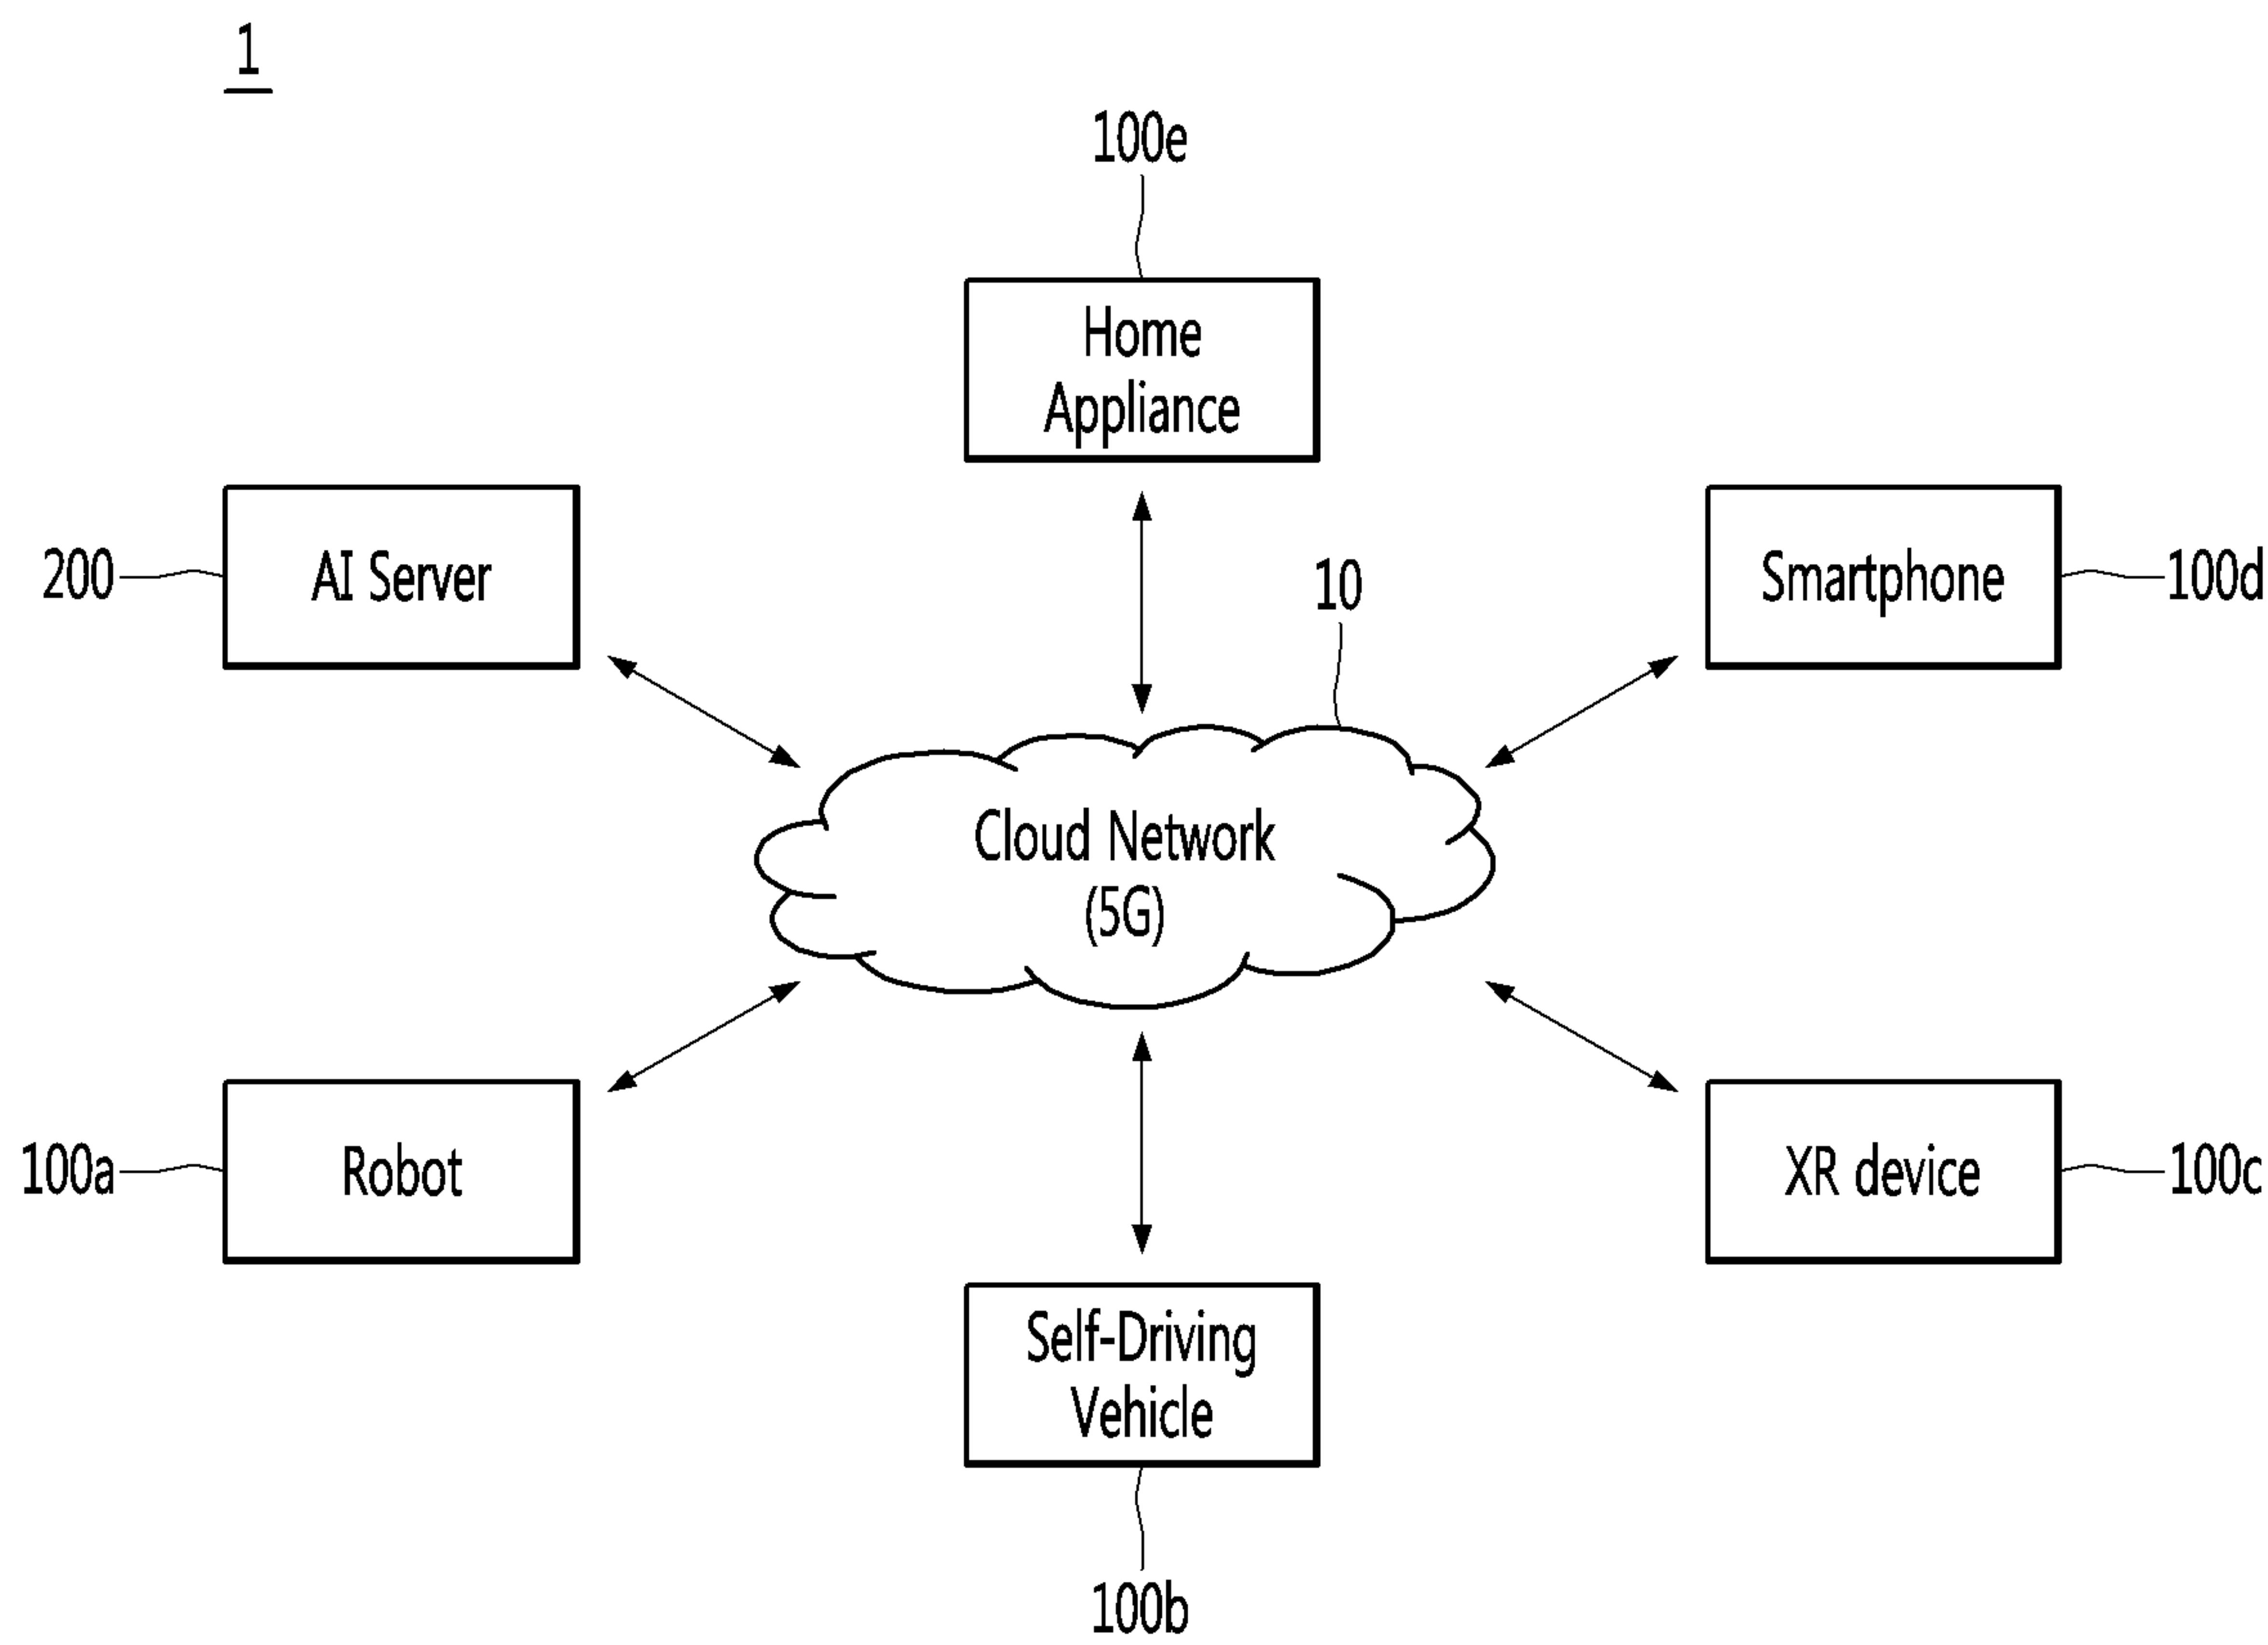 1
100e
Home
Appliance
200
AI Server
Smartphone
100d
10
Cloud Network
(5G)
100a
Robot
XR device
100c
Self-Driving
Vehicle
100b